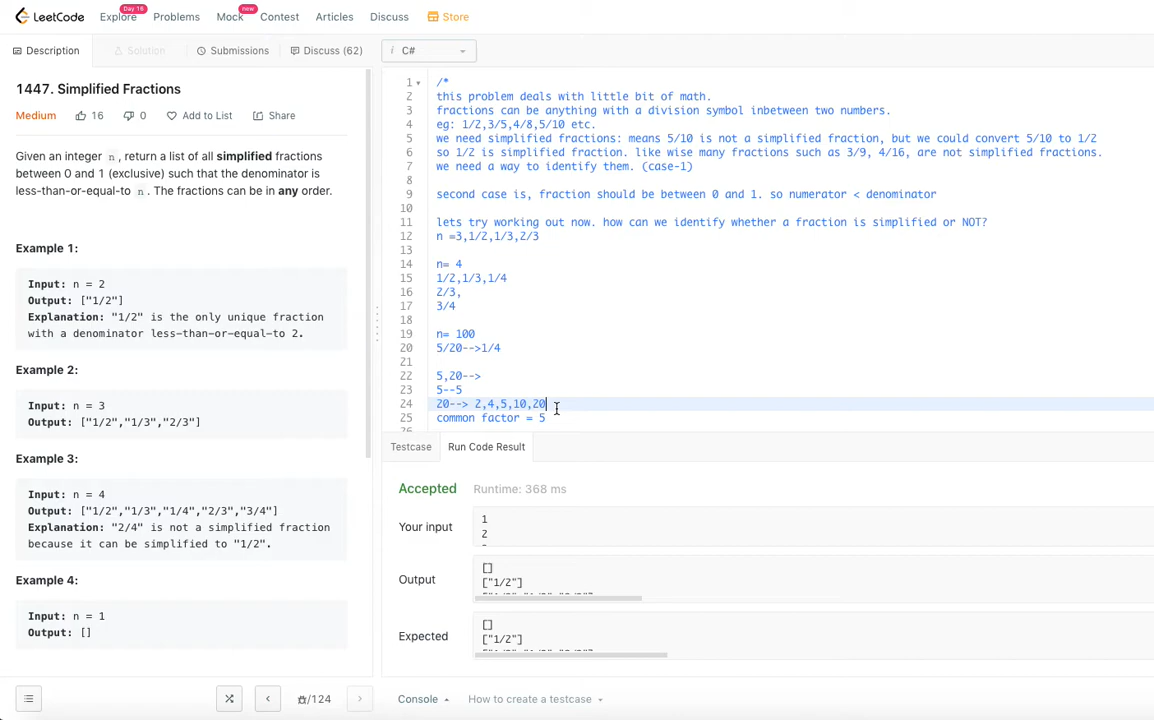 LeetCode
Explore
Day 16
Problems
Mock
new
Contest
Articles
Discuss
Store
Description
Solution
Submissions
Discuss (62)
i C#
1447. Simplified Fractions
Medium
16
0
Add to List
Share
Given an integer n , return a list of all simplified fractions
between 0 and 1 (exclusive) such that the denominator is
less-than-or-equal-to n . The fractions can be in any order.
Example 1:
Input: n = 2
Output: ["1/2"]
Explanation: "1/2" is the only unique fraction
with a denominator less-than-or-equal-to 2.
Example 2:
Input: n = 3
Output: ["1/2","1/3","2/3"]
Example 3:
Input: n = 4
Output: ["1/2","1/3","1/4","2/3","3/4"]
Explanation: "2/4" is not a simplified fraction
because it can be simplified to "1/2".
Example 4:
Input: n = 1
Output: []
/124
1 /*
2 this problem deals with little bit of math.
3 fractions can be anything with a division symbol inbetween two numbers.
4 eg: 1/2,3/5,4/8,5/10 etc.
5 we need simplified fractions: means 5/10 is not a simplified fraction, but we could convert 5/10 to 1/2
6 so 1/2 is simplified fraction. like wise many fractions such as 3/9, 4/16, are not simplified fractions.
7 we need a way to identify them. (case-1)
8
9 second case is, fraction should be between 0 and 1. so numerator < denominator
10
11 lets try working out now. how can we identify whether a fraction is simplified or NOT?
12 n =3,1/2,1/3,2/3
13
14 n= 4
15 1/2,1/3,1/4
16 2/3,
17 3/4
18
19 n= 100
20 5/20-->1/4
21
22 5,20-->
23 5--5
24 20--> 2,4,5,10,20
25 common factor = 5
Testcase
Run Code Result
Accepted
Runtime: 368 ms
Your input
1
2
Output
[]
["1/2"]
Expected
[]
["1/2"]
Console
How to create a testcase